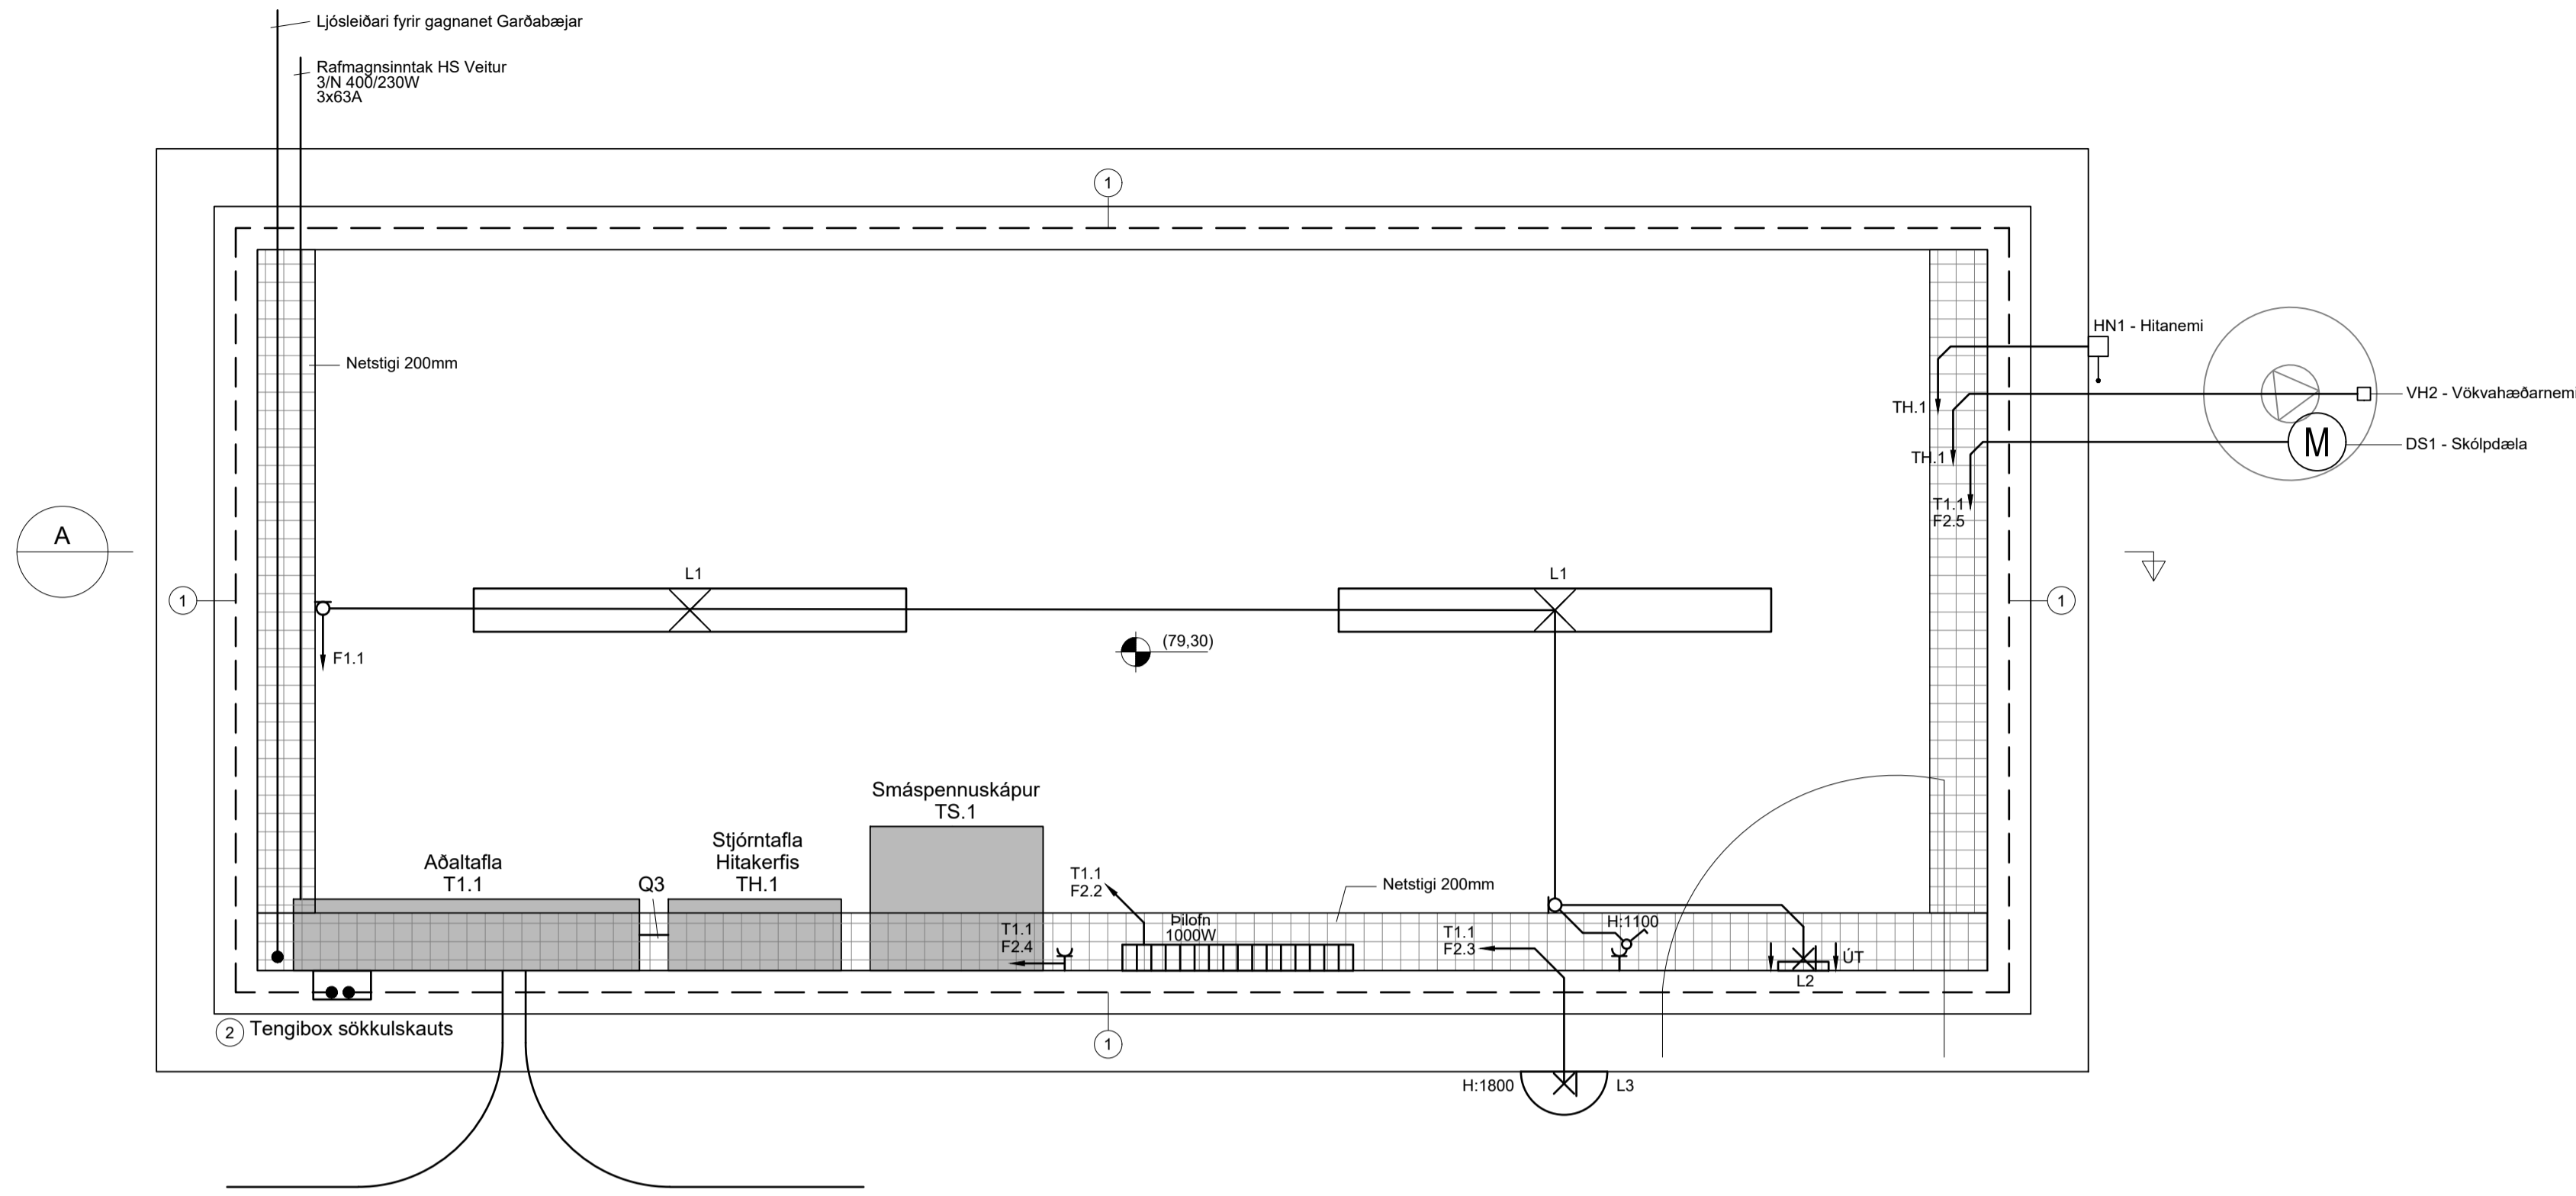 Ljósleiðari fyrir gagnanet Garðabæjar
Rafmagnsinntak HS Veitur
3/N 400/230W
3x63A
1
HN1 - Hitanemi
Netstigi 200mm
VH2 - Vökvahæðarnemi
TH.1
M
DS1 - Skólpdæla
TH.1
T1.1
F2.5
A
L1
L1
1
1
(79,30)
F1.1
Smáspennuskápur
TS.1
Stjórntafla
Hitakerfis
TH.1
Aðaltafla
T1.1
Q3
T1.1
F2.2
Netstigi 200mm
Þilofn
1000W
H:1100
T1.1
F2.4
T1.1
F2.3
ÚT
L2
2 Tengibox sökkulskauts
1
H:1800
L3